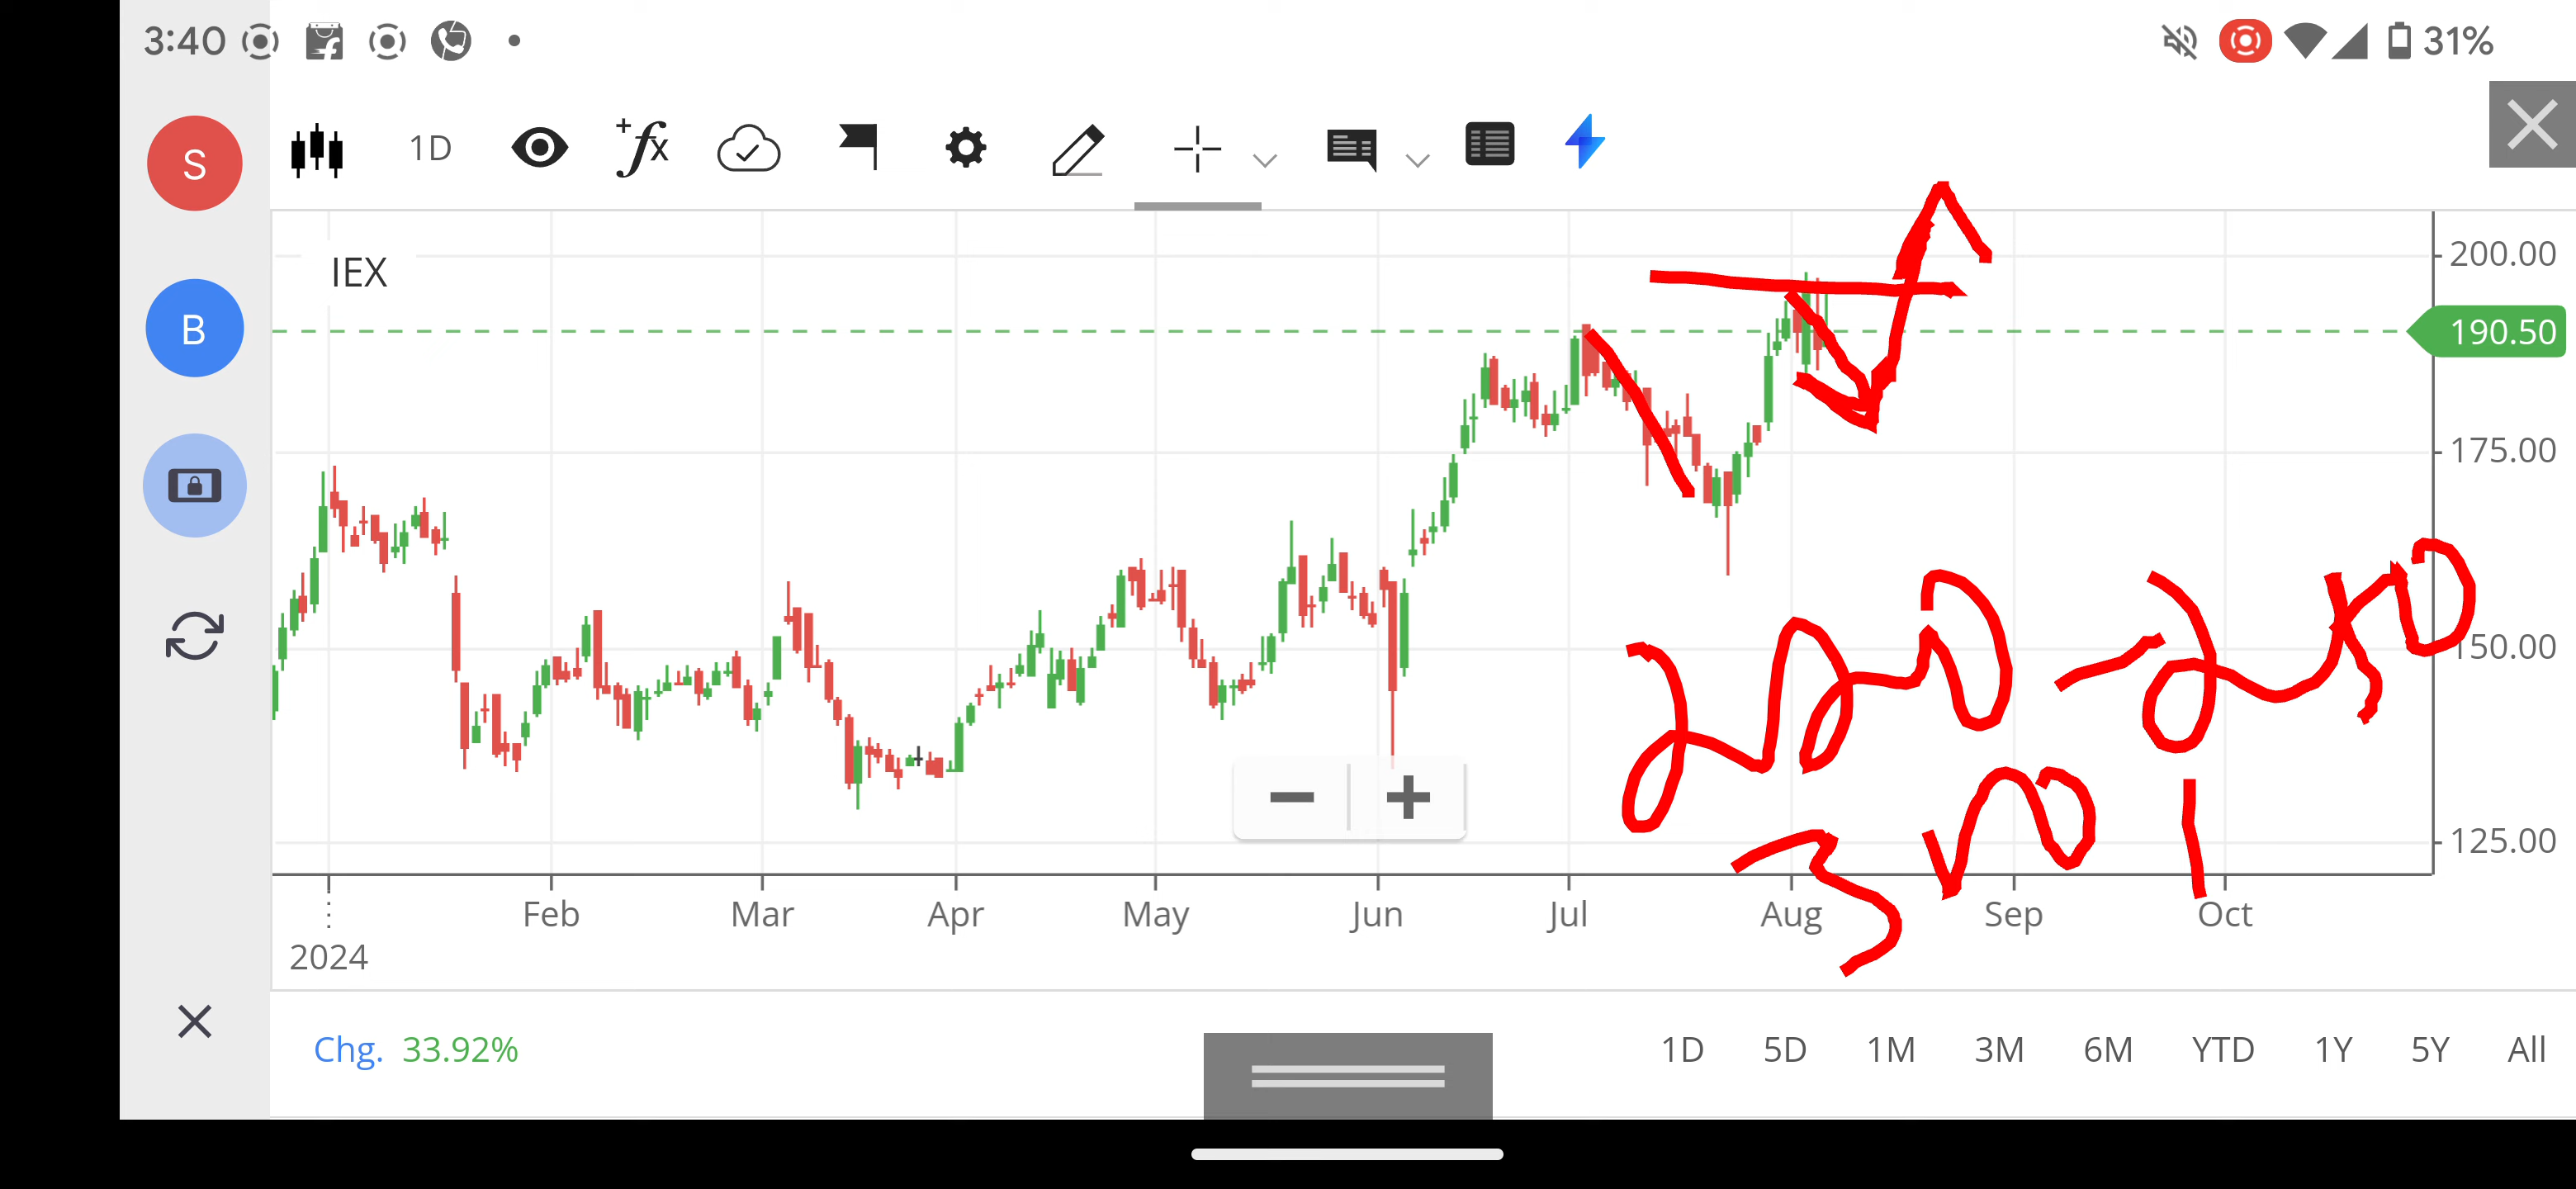 3:40 31%
S 1D
IEX 200.00
B 190.50
175.00
200-250
150.00
300
125.00
Feb Mar Apr May Jun Jul Aug Sep Oct
2024
Chg. 33.92% 1D 5D 1M 3M 6M YTD 1Y 5Y All